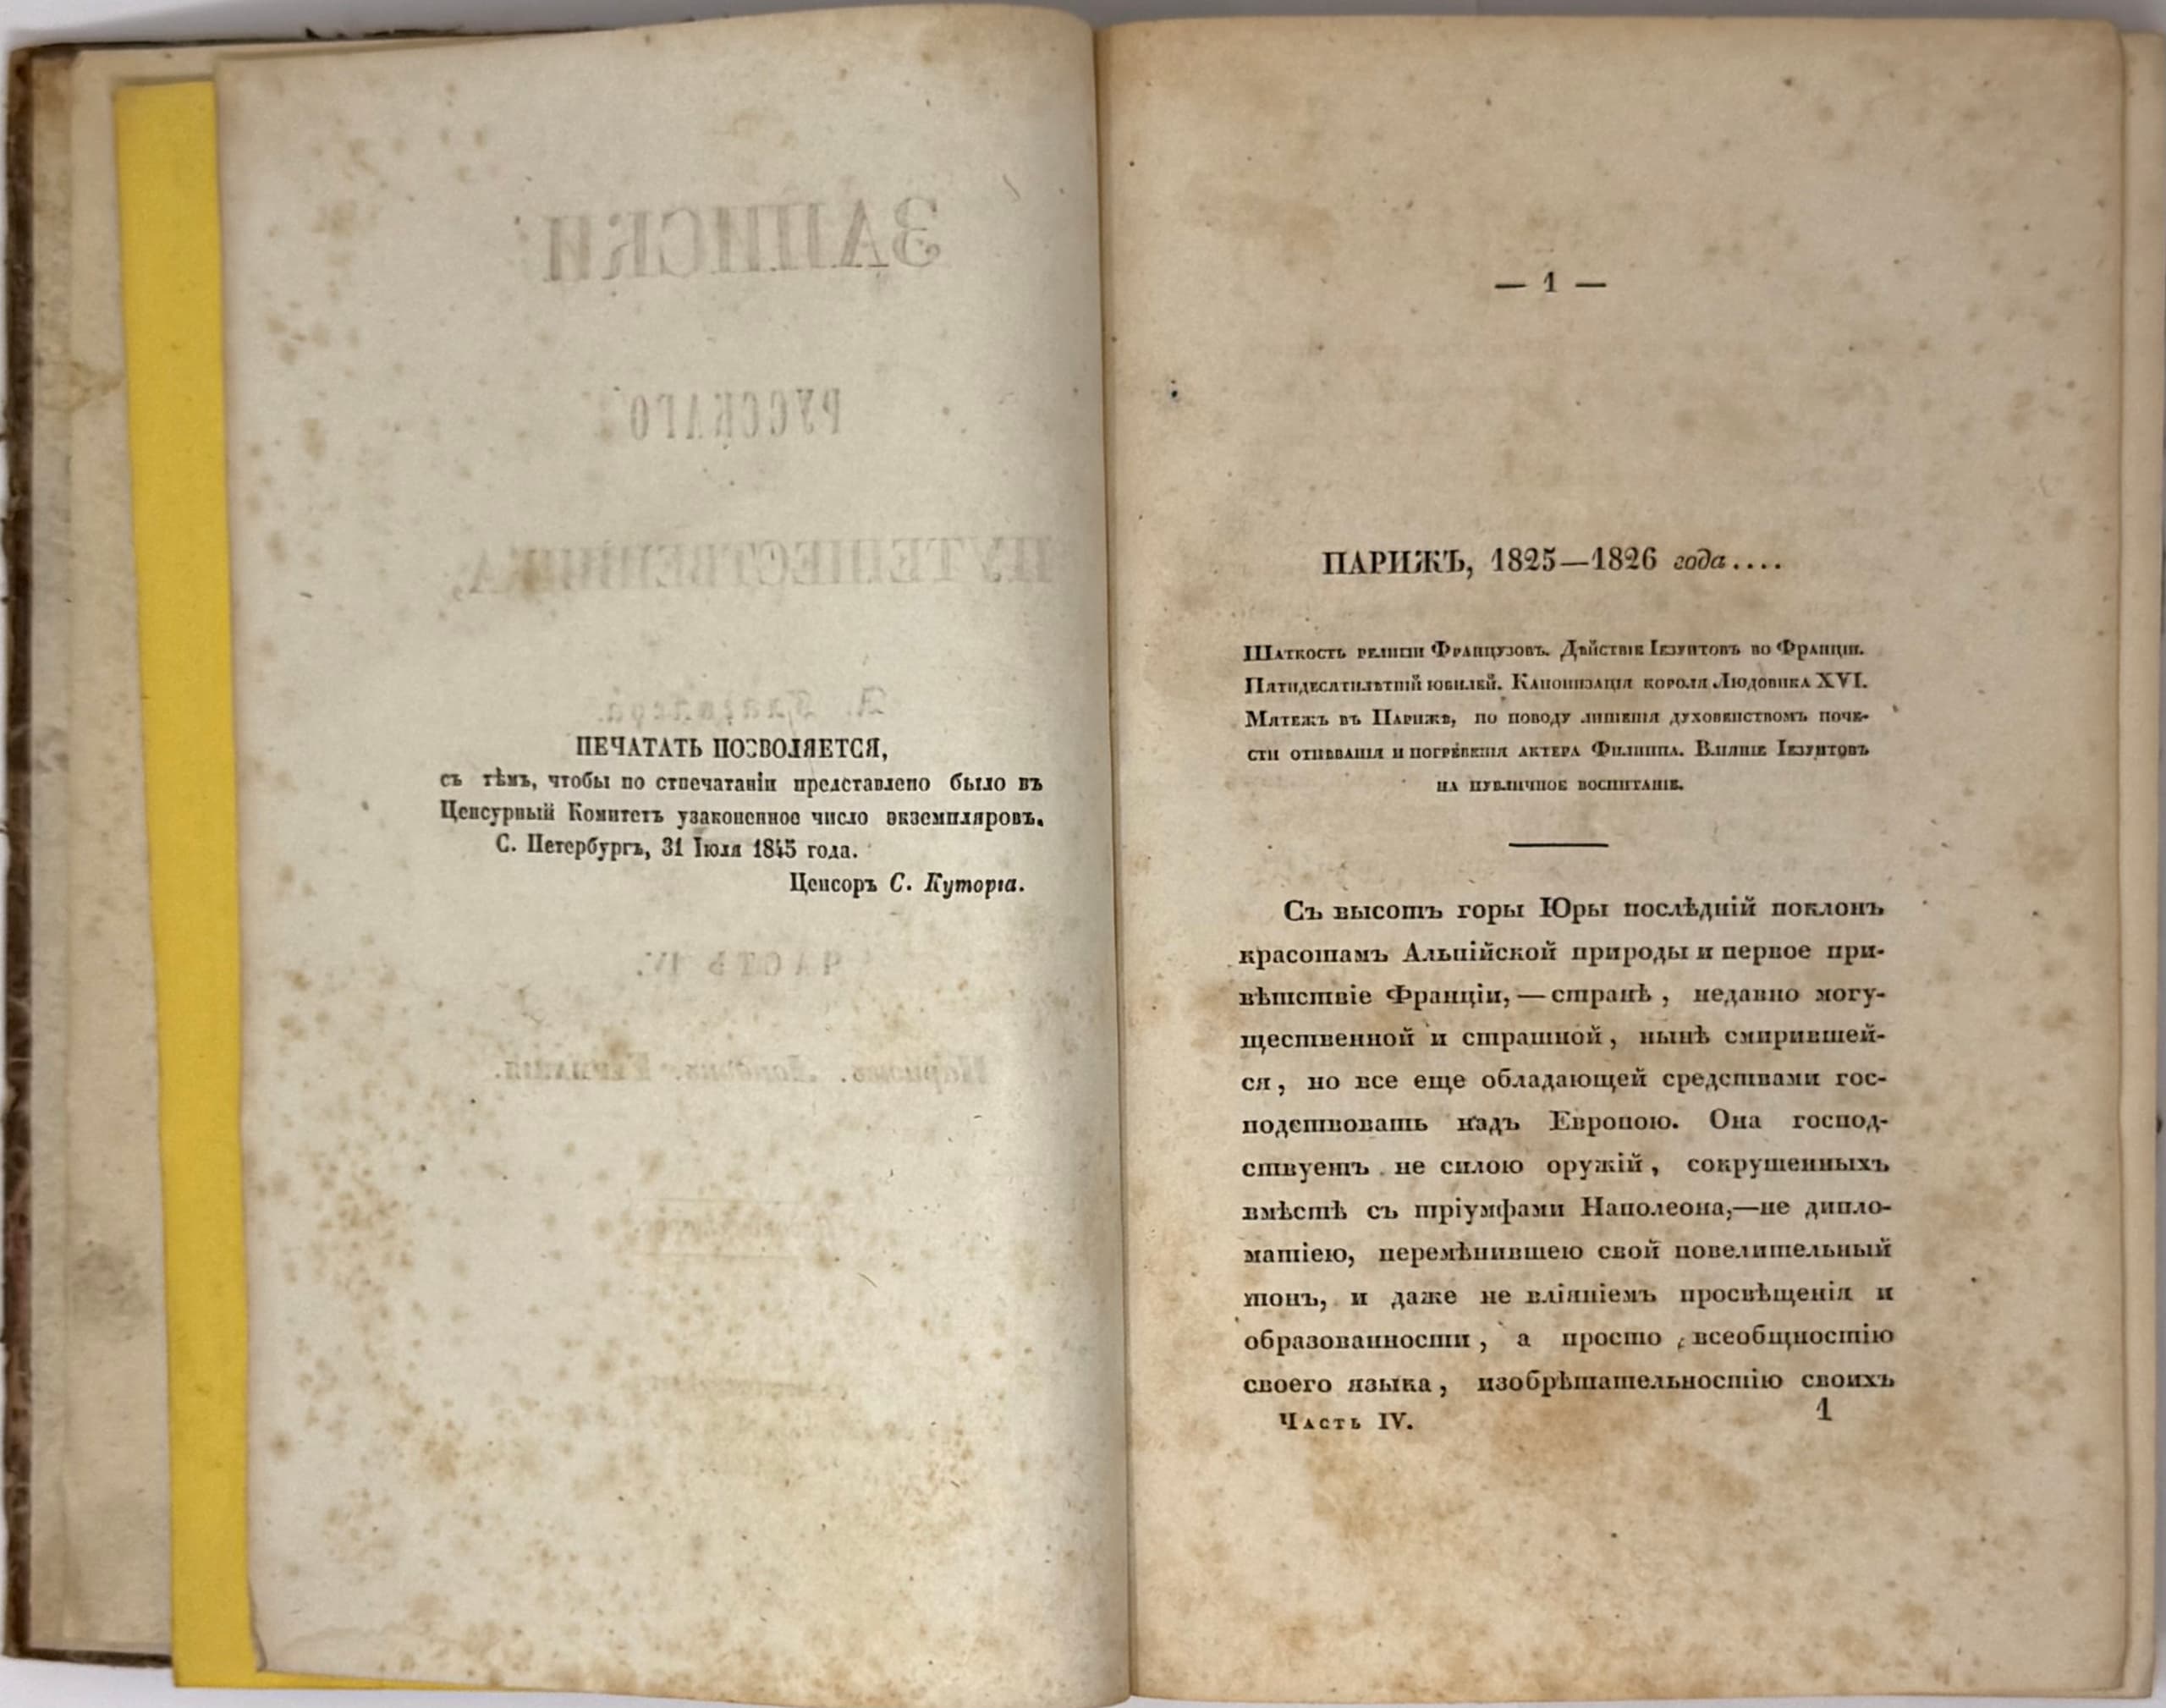 ПЕЧАТАТЬ ПОЗВОЛЯЕТСЯ,
съ тѣмъ, чтобы по отпечатаніи представлено было въ
Ценсурный Комитетъ узаконенное число экземпляровъ.
С. Петербургъ, 31 Іюля 1845 года.
Ценсоръ С. Куторга.
— 1 —
ПАРИЖЪ, 1825—1826 года....
Шаткость религіи Французовъ. Дѣйствіе Іезуитовъ во Франціи.
Пятидесятилѣтній юбилей. Канонизація короля Людовика XVI.
Мятежъ въ Парижѣ, по поводу лишенія духовенствомъ поче-
сти отпѣванія и погребенія актера Филиппа. Вліяніе Іезуитовъ
на публичное воспитаніе.
Съ высотъ горы Юры послѣдній поклонъ
красотамъ Альпійской природы и первое при-
вѣтствіе Франціи,—странѣ, недавно могу-
щественной и страшной, нынѣ смирившей-
ся, но все еще обладающей средствами гос-
подствовать надъ Европою. Она господ-
ствуетъ не силою оружій, сокрушенныхъ
вмѣстѣ съ тріумфами Наполеона,—не дипло-
матіею, перемѣнившею свой повелительный
тонъ, и даже не вліяніемъ просвѣщенія и
образованности, а просто всеобщностію
своего языка, изобрѣтательностію своихъ
Часть IV. 1